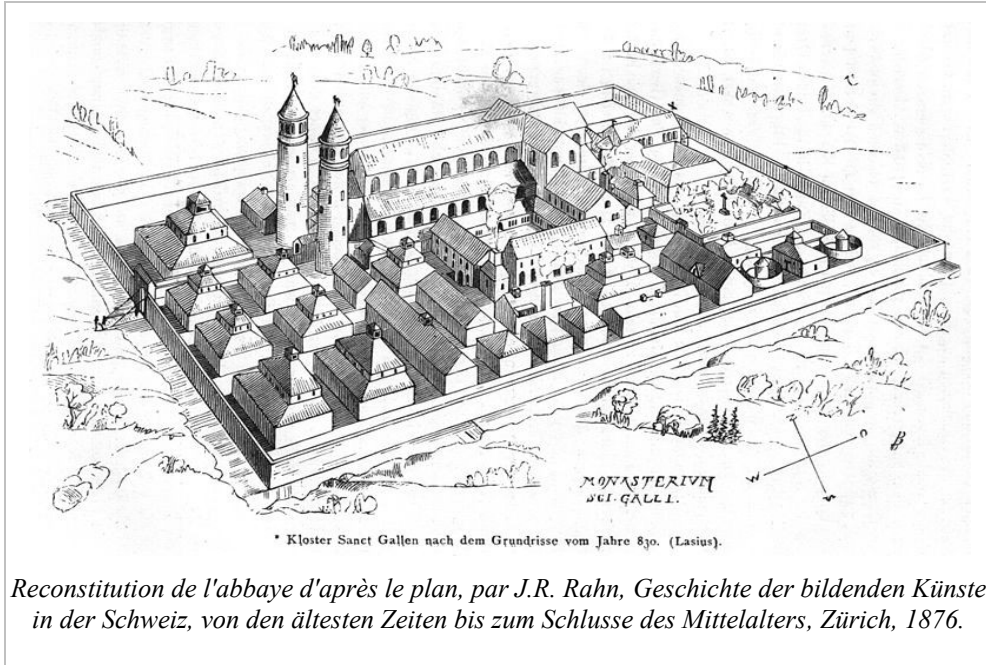 W
O
S
B
MONASTERIVM
SCI. GALLI.
* Kloster Sanct Gallen nach dem Grundrisse vom Jahre 830. (Lasius).
Reconstitution de l'abbaye d'après le plan, par J.R. Rahn, Geschichte der bildenden Künste
in der Schweiz, von den ältesten Zeiten bis zum Schlusse des Mittelalters, Zürich, 1876.